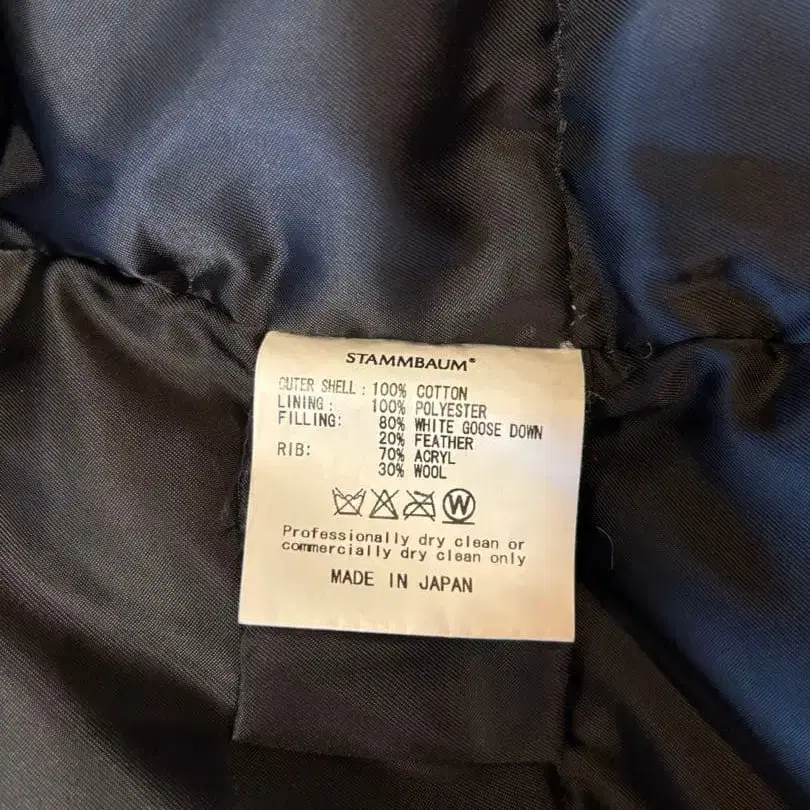 STAMMBAUM®
OUTER SHELL : 100% COTTON
LINING : 100% POLYESTER
FILLING: 80% WHITE GOOSE DOWN
20% FEATHER
RIB: 70% ACRYL
30% WOOL
W
Professionally dry clean or
commercially dry clean only
MADE IN JAPAN